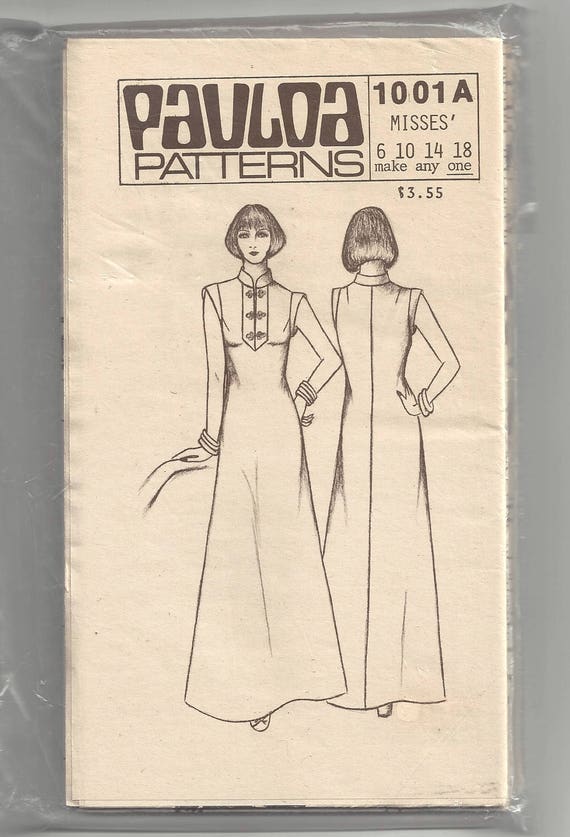 PAULOA
PATTERNS
1001A
MISSES'
6 10 14 18
make any one
$3.55